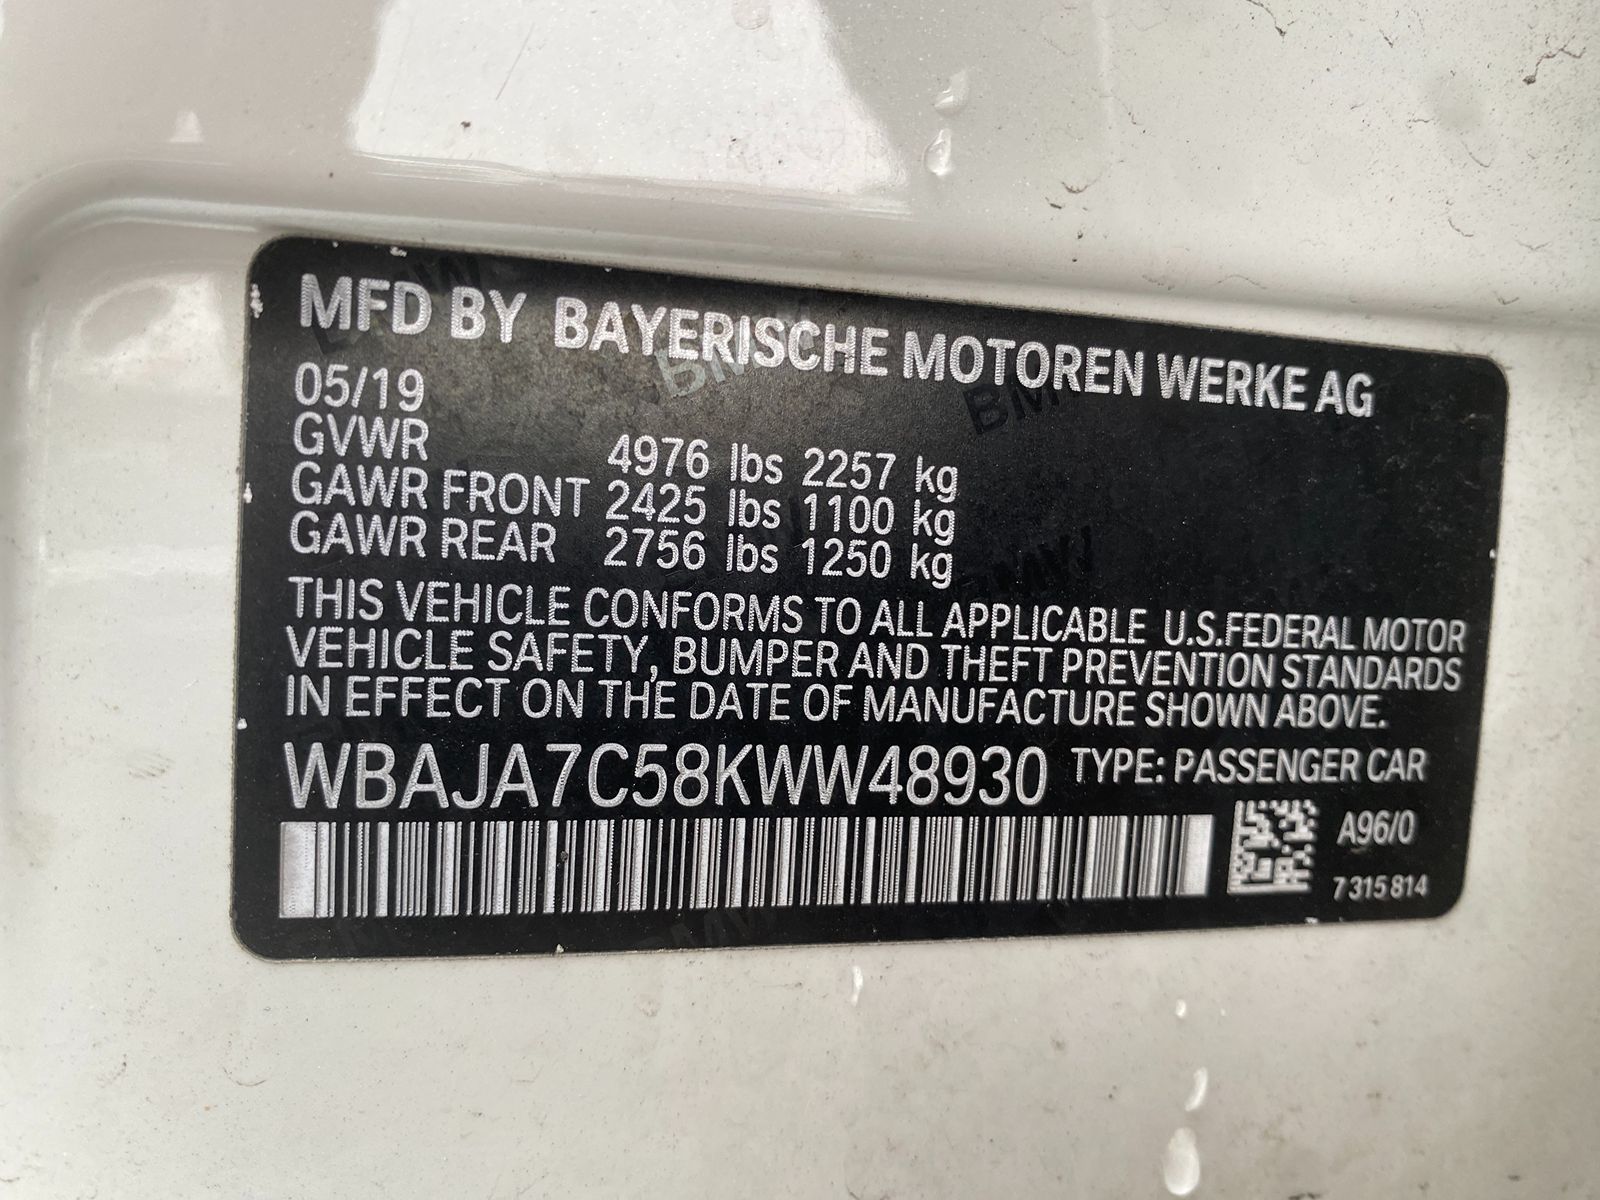 MFD BY BAYERISCHE MOTOREN WERKE AG
05/19
GVWR 4976 lbs 2257 kg
GAWR FRONT 2425 lbs 1100 kg
GAWR REAR 2756 lbs 1250 kg
THIS VEHICLE CONFORMS TO ALL APPLICABLE U.S.FEDERAL MOTOR
VEHICLE SAFETY, BUMPER AND THEFT PREVENTION STANDARDS
IN EFFECT ON THE DATE OF MANUFACTURE SHOWN ABOVE.
WBAJA7C58KWW48930 TYPE: PASSENGER CAR
A96/0
7 315 814